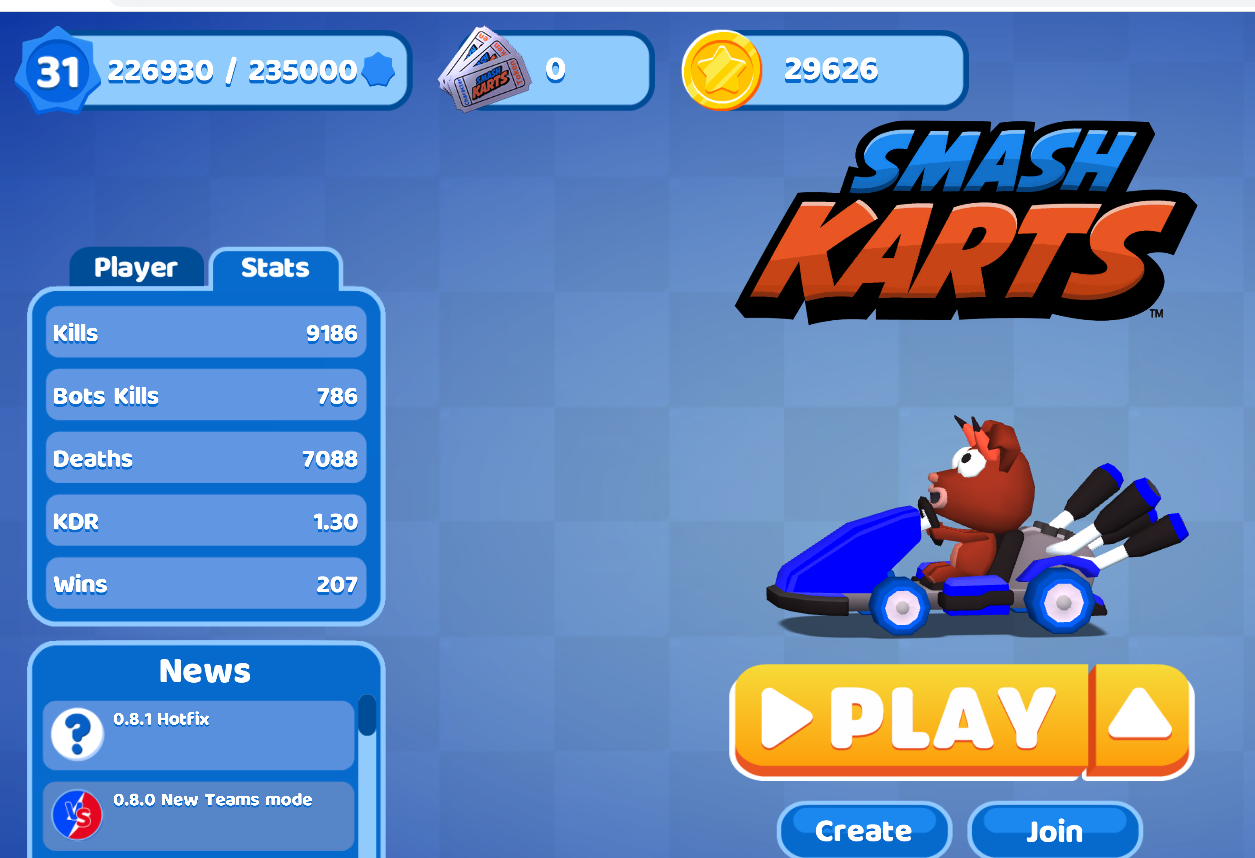 31
226930 / 235000
SMASH KARTS
0
29626
SMASH
KARTS
TM
Player
Stats
Kills 9186
Bots Kills 786
Deaths 7088
KDR 1.30
Wins 207
News
0.8.1 Hotfix
?
VS
0.8.0 New Teams mode
PLAY
Create
Join